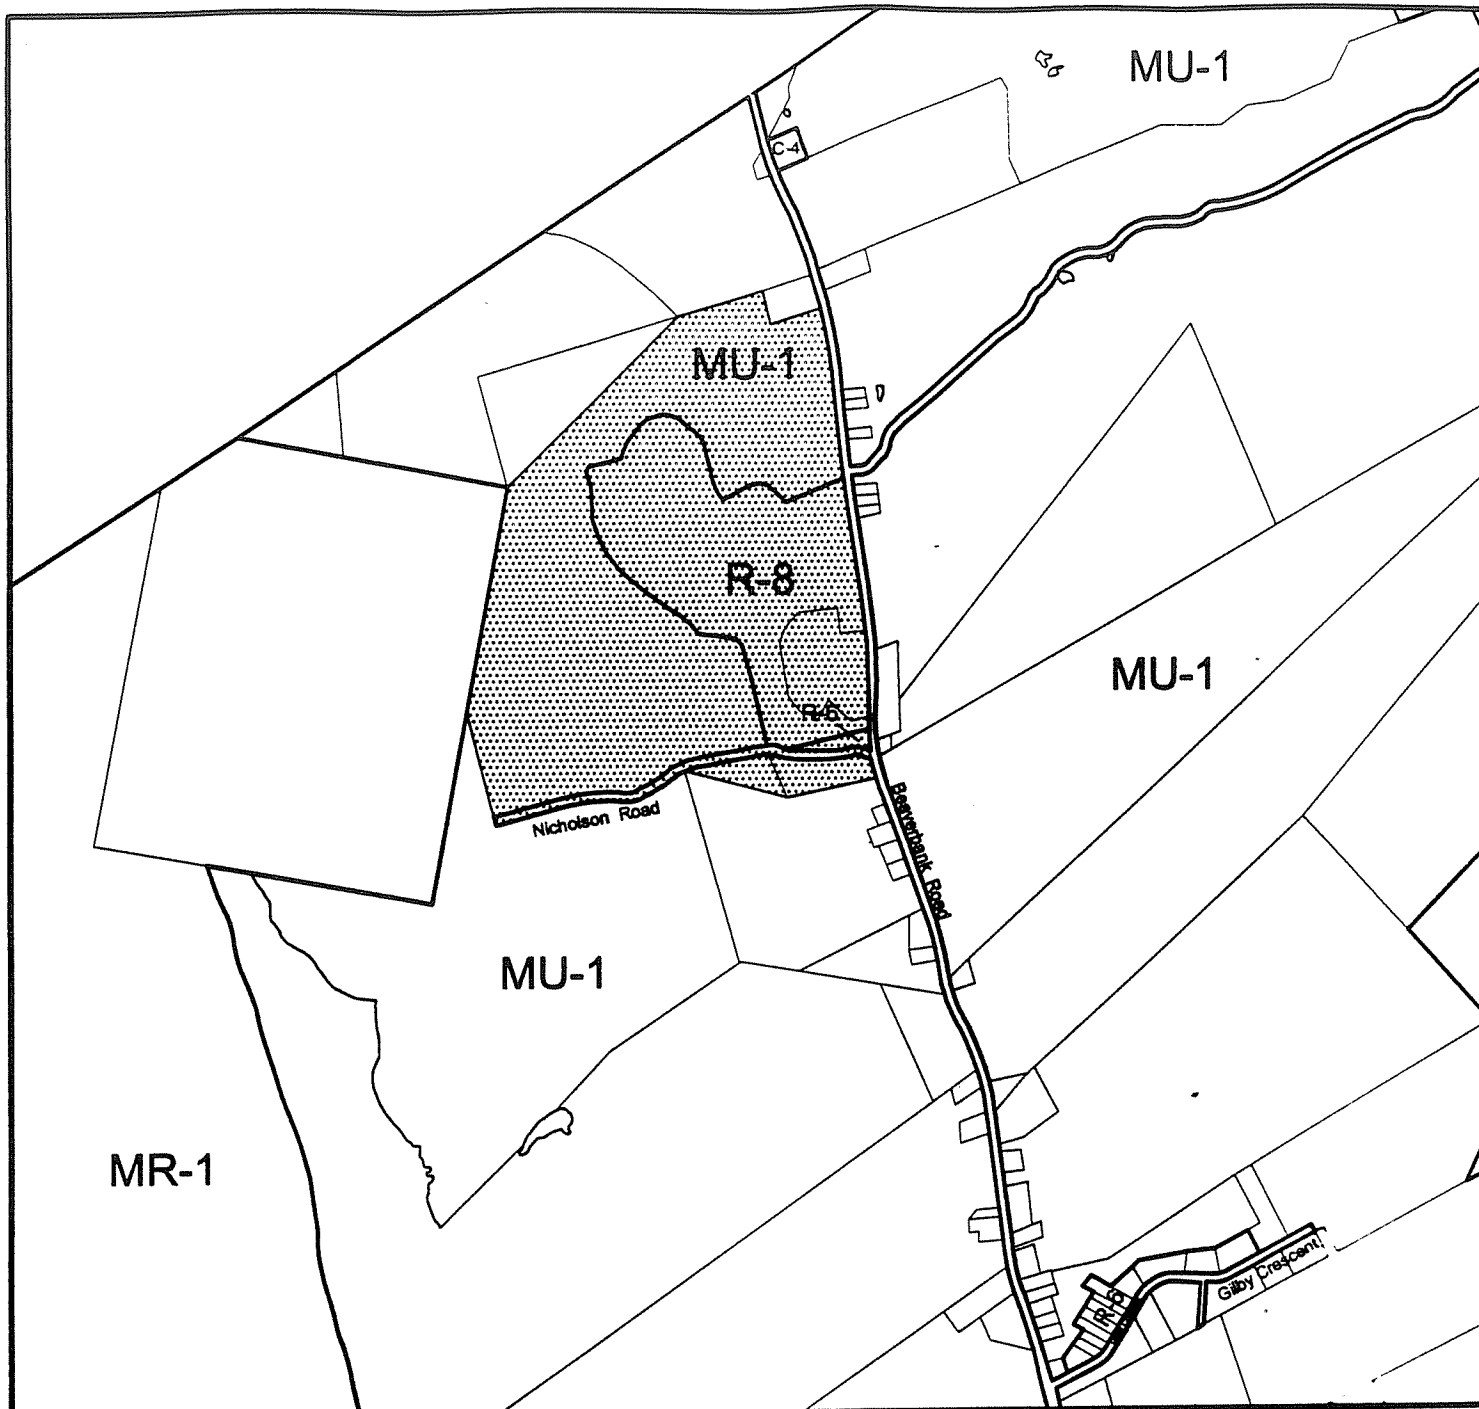 MU-1
C-4
MU-1
R-8
MU-1
R-6
Nicholson Road
Beaverbank Road
MU-1
MR-1
Gilby Crescent
R-6